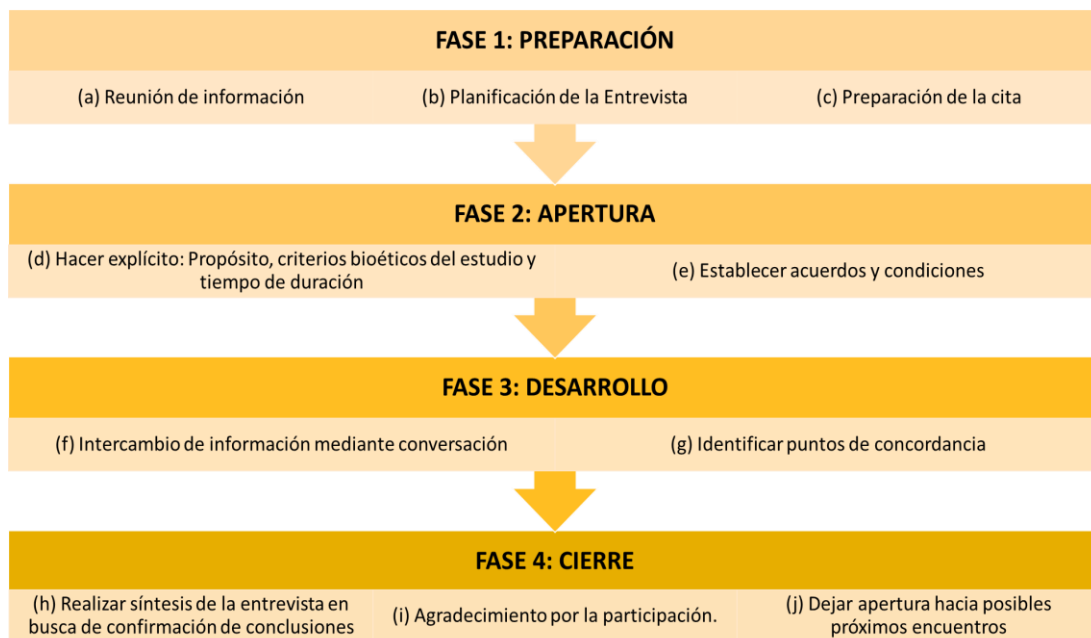 FASE 1: PREPARACIÓN
(a) Reunión de información
(b) Planificación de la Entrevista
(c) Preparación de la cita
FASE 2: APERTURA
(d) Hacer explícito: Propósito, criterios bioéticos del estudio y
tiempo de duración
(e) Establecer acuerdos y condiciones
FASE 3: DESARROLLO
(f) Intercambio de información mediante conversación
(g) Identificar puntos de concordancia
FASE 4: CIERRE
(h) Realizar síntesis de la entrevista en
busca de confirmación de conclusiones
(i) Agradecimiento por la participación.
(j) Dejar apertura hacia posibles
próximos encuentros